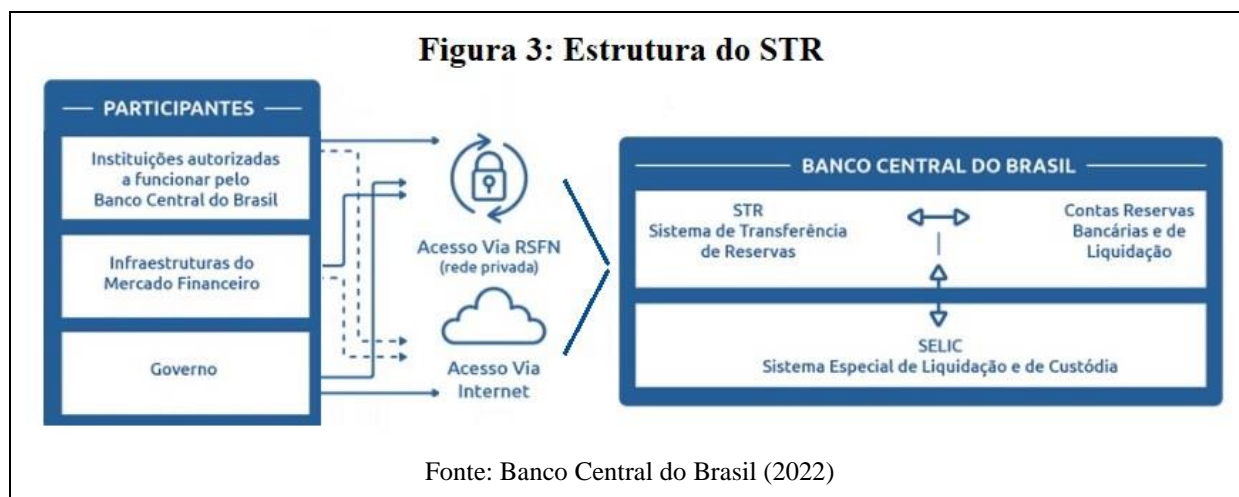 Figura 3: Estrutura do STR
PARTICIPANTES
Instituições autorizadas
a funcionar pelo
Banco Central do Brasil
Infraestruturas do
Mercado Financeiro
Governo
Acesso Via RSFN
(rede privada)
Acesso Via
Internet
BANCO CENTRAL DO BRASIL
STR
Sistema de Transferência
de Reservas
Contas Reservas
Bancárias e de
Liquidação
SELIC
Sistema Especial de Liquidação e de Custódia
Fonte: Banco Central do Brasil (2022)